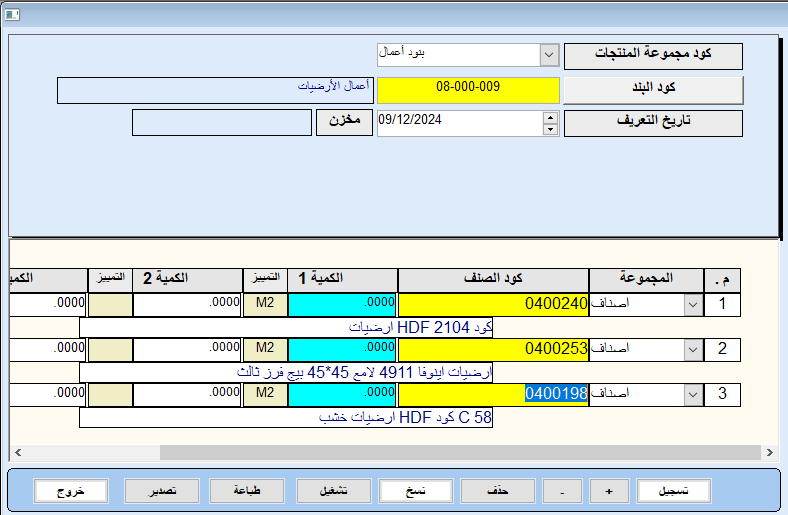 كود مجموعة المنتجات بنود أعمال
كود البند 08-000-009 أعمال الأرضيات
تاريخ التعريف 09/12/2024 مخزن
م . المجموعة كود الصنف الكمية 1 التمييز الكمية 2 التمييز الكمي
1 اصناف 0400240 .0000 M2 .0000 .0000
كود HDF 2104 ارضيات
2 اصناف 0400253 .0000 M2 .0000 .0000
ارضيات اينوفا 4911 لامع 45*45 بيج فرز ثالث
3 اصناف 0400198 .0000 M2 .0000 .0000
C 58 كود HDF ارضيات خشب
تسجيل + - حذف نسخ تشغيل طباعة تصدير خروج